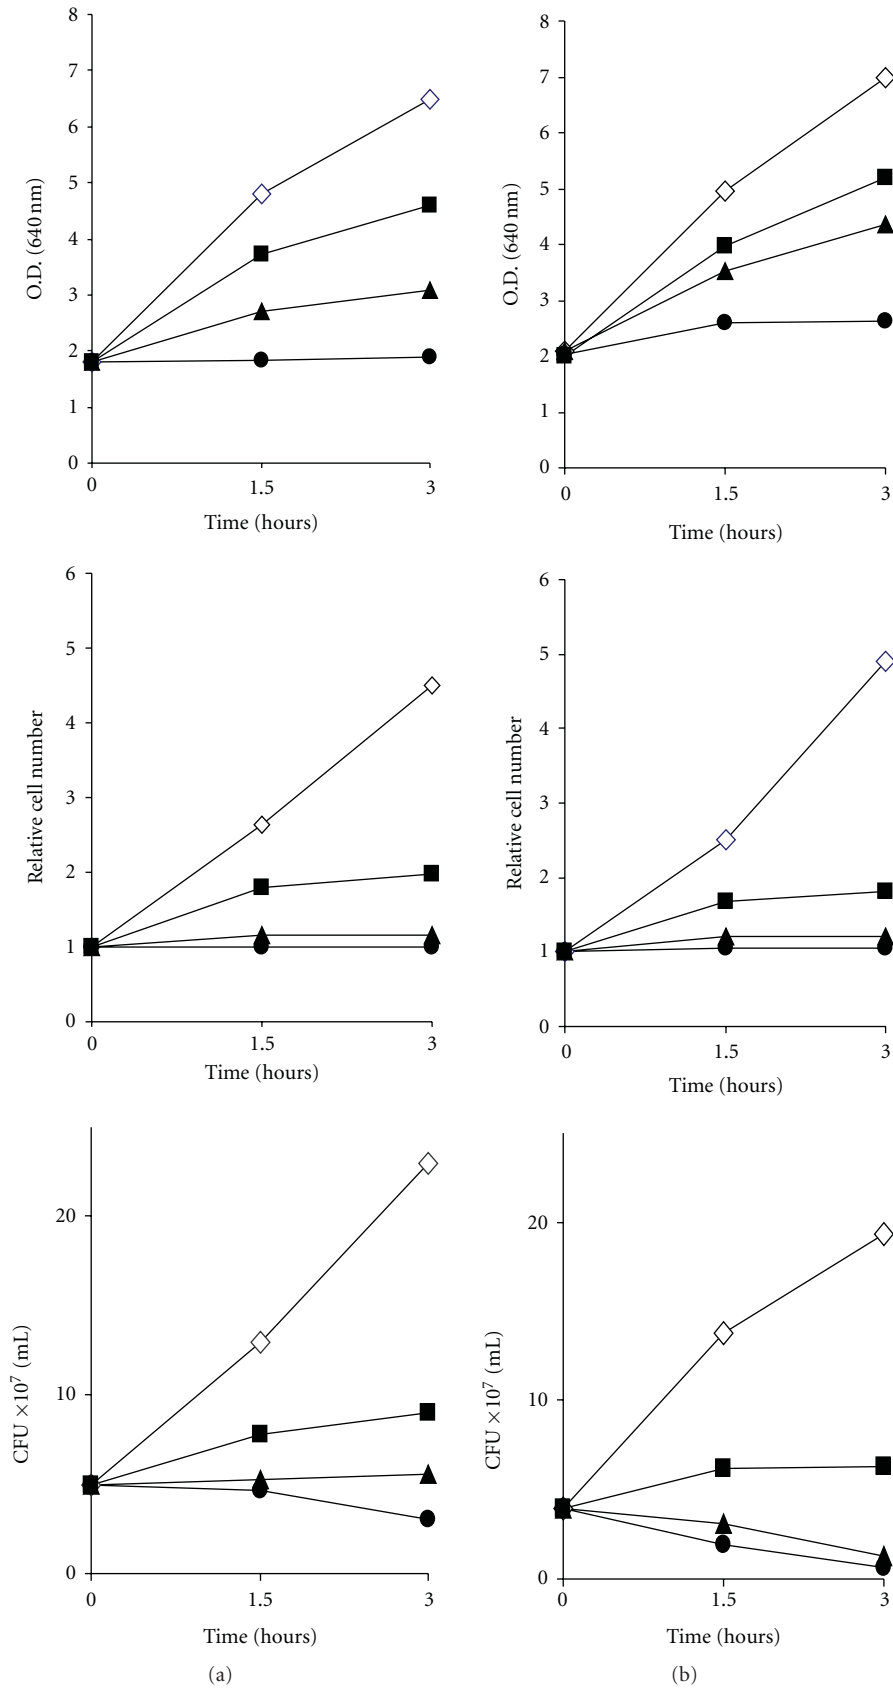 8
7
6
5
4
3
2
1
0
O.D. (640 nm)
0 1.5 3
Time (hours)
8
7
6
5
4
3
2
1
0
O.D. (640 nm)
0 1.5 3
Time (hours)
6
5
4
3
2
1
0
Relative cell number
0 1.5 3
Time (hours)
6
5
4
3
2
1
0
Relative cell number
0 1.5 3
Time (hours)
20
10
0
CFU ×10⁷ (mL)
0 1.5 3
Time (hours)
(a)
20
10
0
CFU ×10⁷ (mL)
0 1.5 3
Time (hours)
(b)